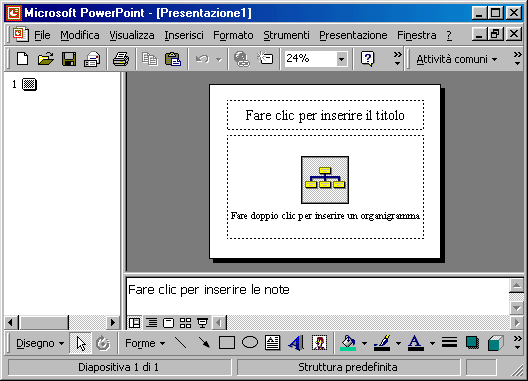 Microsoft PowerPoint - [Presentazione1]
File Modifica Visualizza Inserisci Formato Strumenti Presentazione Finestra ?
24% ? Attività comuni
1
Fare clic per inserire il titolo
Fare doppio clic per inserire un organigramma
Fare clic per inserire le note
Disegno Forme A A
Diapositiva 1 di 1 Struttura predefinita